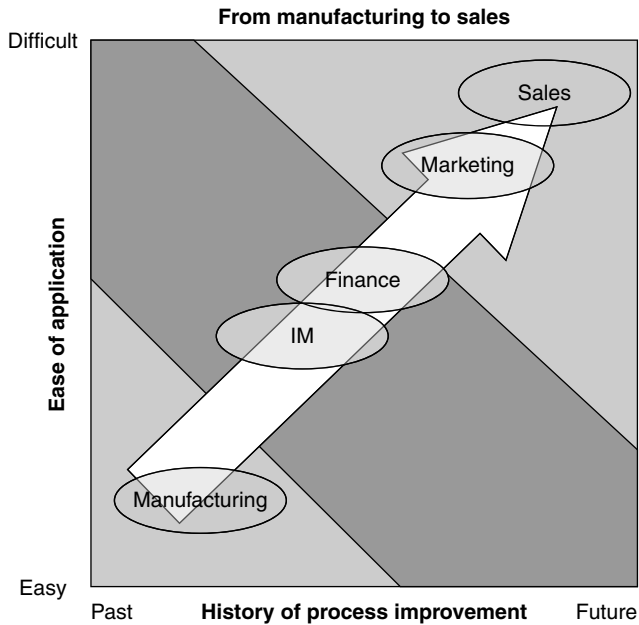 From manufacturing to sales
Difficult
Sales
Marketing
Ease of application
Finance
IM
Manufacturing
Easy
Past History of process improvement Future